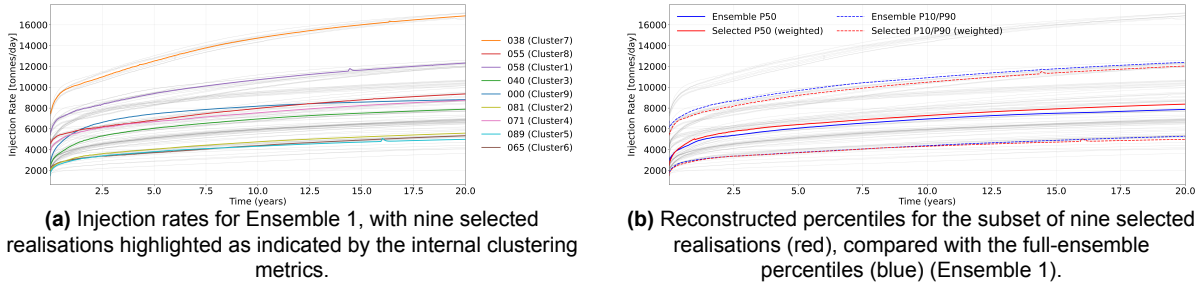 Injection Rate [tonnes/day]
16000
14000
12000
10000
8000
6000
4000
2000
2.5
5.0
7.5
10.0
12.5
15.0
17.5
20.0
Time (years)
038 (Cluster7)
055 (Cluster8)
058 (Cluster1)
040 (Cluster3)
000 (Cluster9)
081 (Cluster2)
071 (Cluster4)
089 (Cluster5)
065 (Cluster6)
(a) Injection rates for Ensemble 1, with nine selected
realisations highlighted as indicated by the internal clustering
metrics.
Injection Rate [tonnes/day]
16000
14000
12000
10000
8000
6000
4000
2000
Ensemble P50
Selected P50 (weighted)
Ensemble P10/P90
Selected P10/P90 (weighted)
2.5
5.0
7.5
10.0
12.5
15.0
17.5
20.0
Time (years)
(b) Reconstructed percentiles for the subset of nine selected
realisations (red), compared with the full-ensemble
percentiles (blue) (Ensemble 1).